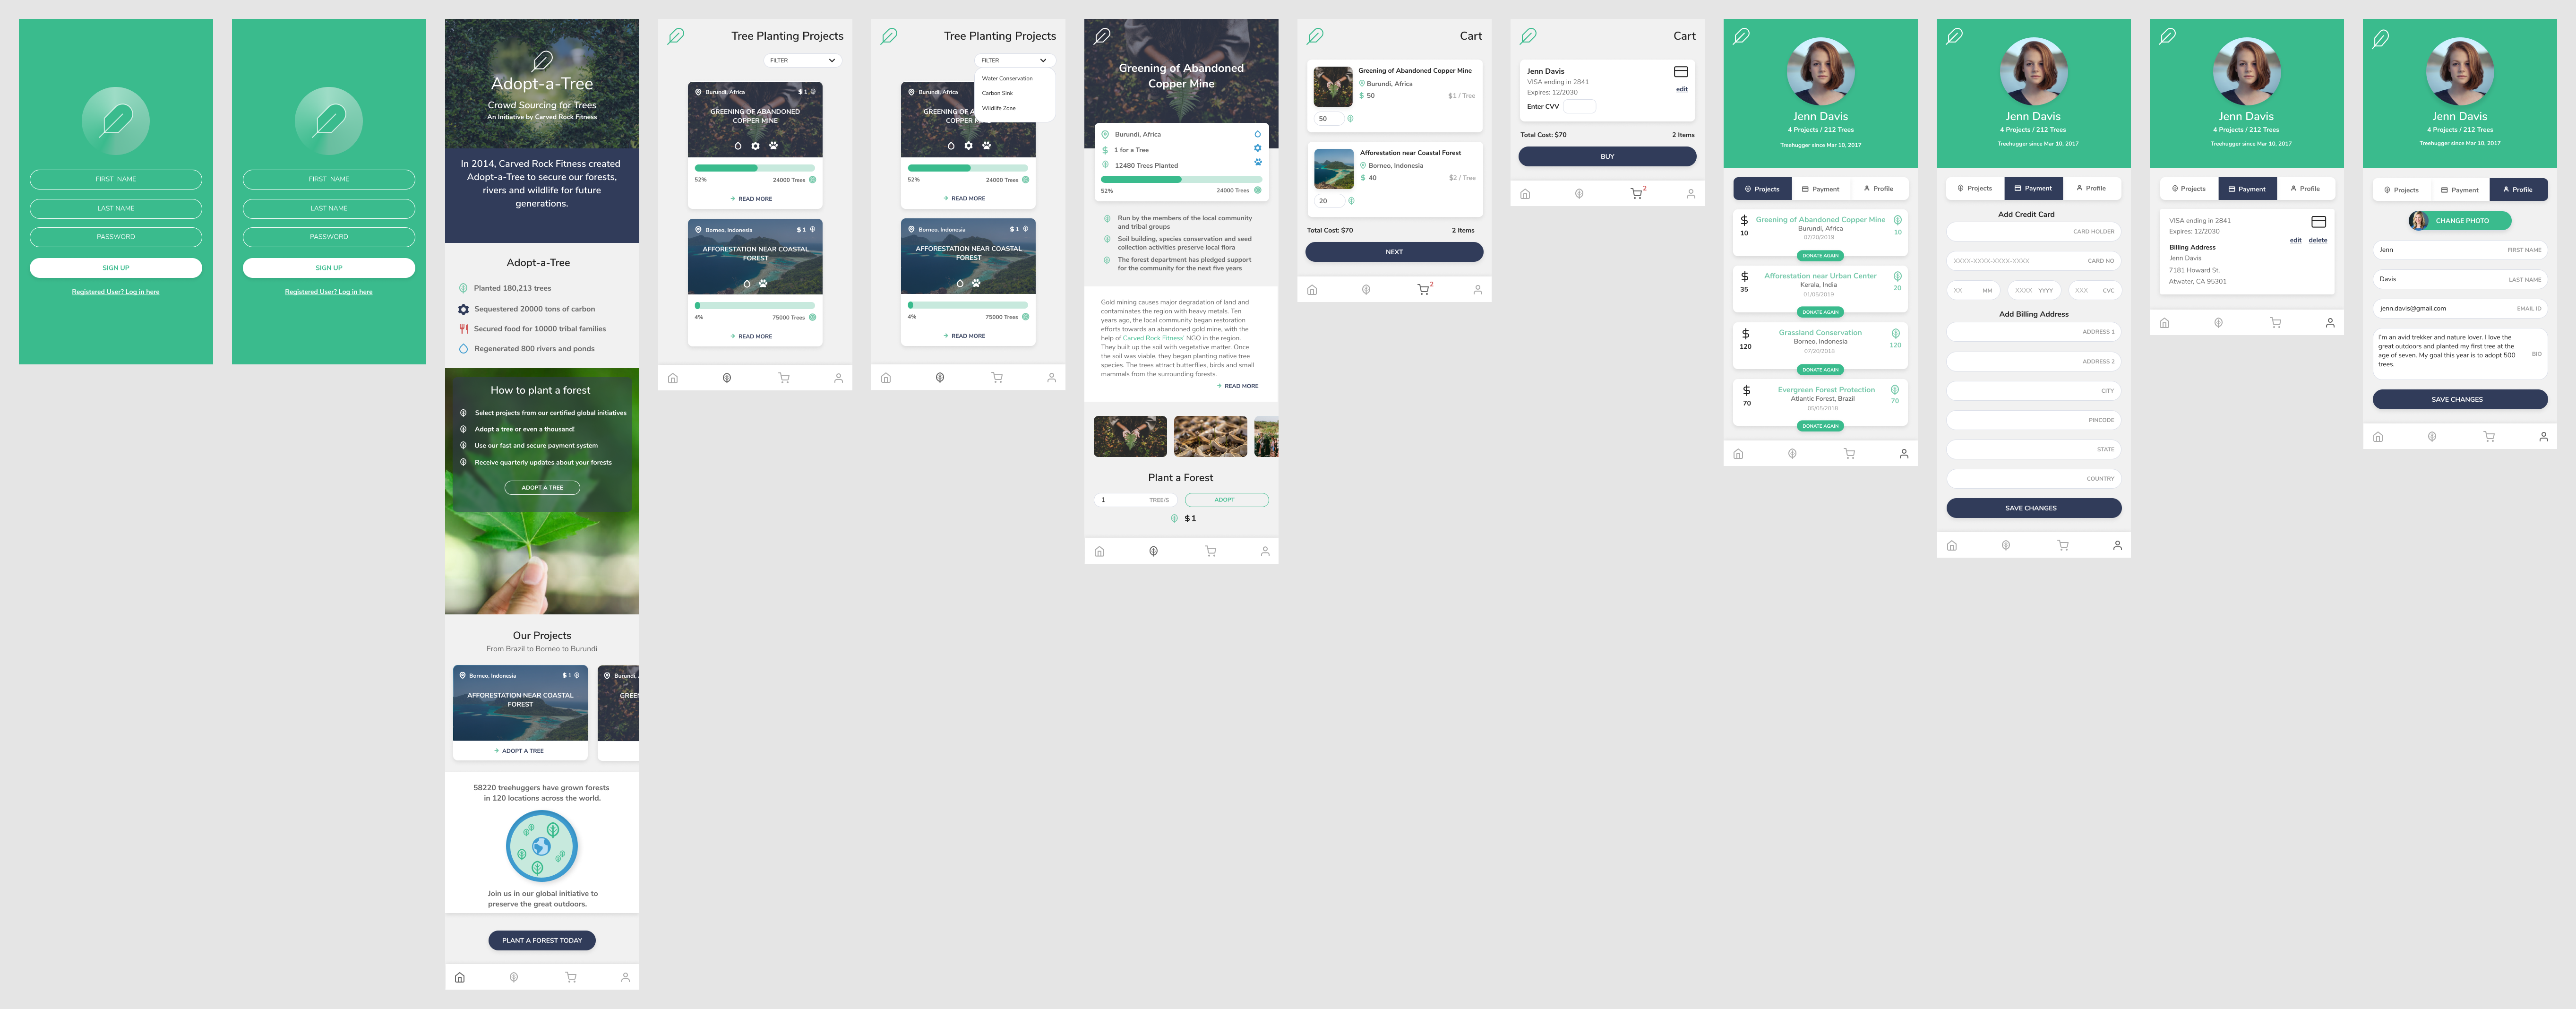 FIRST NAME
LAST NAME
PASSWORD
SIGN UP
Registered User? Log in here
FIRST NAME
LAST NAME
PASSWORD
SIGN UP
Registered User? Log in here
Adopt-a-Tree
Crowd Sourcing for Trees
An Initiative by Carved Rock Fitness
In 2014, Carved Rock Fitness created
Adopt-a-Tree to secure our forests,
rivers and wildlife for future
generations.
Adopt-a-Tree
Planted 180,213 trees
Sequestered 20000 tons of carbon
Secured food for 10000 tribal families
Regenerated 800 rivers and ponds
How to plant a forest
Select projects from our certified global initiatives
Adopt a tree or even a thousand!
Use our fast and secure payment system
Receive quarterly updates about your forests
ADOPT A TREE
Our Projects
From Brazil to Borneo to Burundi
Borneo, Indonesia $ 1
AFFORESTATION NEAR COASTAL
FOREST
ADOPT A TREE
Burundi,
GREEN
58220 treehuggers have grown forests
in 120 locations across the world.
Join us in our global initiative to
preserve the great outdoors.
PLANT A FOREST TODAY
Tree Planting Projects
FILTER
Burundi, Africa $ 1
GREENING OF ABANDONED
COPPER MINE
52% 24000 Trees
READ MORE
Borneo, Indonesia $ 1
AFFORESTATION NEAR COASTAL
FOREST
4% 75000 Trees
READ MORE
Tree Planting Projects
FILTER
Water Conservation
Carbon Sink
Wildlife Zone
Burundi, Africa
GREENING OF A
COPPER M
52% 24000 Trees
READ MORE
Borneo, Indonesia $ 1
AFFORESTATION NEAR COASTAL
FOREST
4% 75000 Trees
READ MORE
Greening of Abandoned
Copper Mine
Burundi, Africa
$ 1 for a Tree
12480 Trees Planted
52% 24000 Trees
Run by the members of the local community
and tribal groups
Soil building, species conservation and seed
collection activities preserve local flora
The forest department has pledged support
for the community for the next five years
Gold mining causes major degradation of land and
contaminates the region with heavy metals. Ten
years ago, the local community began restoration
efforts towards an abandoned gold mine, with the
help of Carved Rock Fitness' NGO in the region.
They built up the soil with vegetative matter. Once
the soil was viable, they began planting native tree
species. The trees attract butterflies, birds and small
mammals from the surrounding forests.
READ MORE
Plant a Forest
1 TREE/S ADOPT
$ 1
Cart
Greening of Abandoned Copper Mine
Burundi, Africa
$ 50 $1 / Tree
50
Afforestation near Coastal Forest
Borneo, Indonesia
$ 40 $2 / Tree
20
Total Cost: $70 2 Items
NEXT
2
Cart
Jenn Davis
VISA ending in 2841
Expires: 12/2030
edit
Enter CVV
Total Cost: $70 2 Items
BUY
2
Jenn Davis
4 Projects / 212 Trees
Treehugger since Mar 10, 2017
Projects Payment Profile
$ Greening of Abandoned Copper Mine
10 Burundi, Africa 10
07/20/2019
DONATE AGAIN
$ Afforestation near Urban Center
35 Kerala, India 20
01/05/2019
DONATE AGAIN
$ Grassland Conservation
120 Borneo, Indonesia 120
07/20/2018
DONATE AGAIN
$ Evergreen Forest Protection
70 Atlantic Forest, Brazil 70
05/05/2018
DONATE AGAIN
Jenn Davis
4 Projects / 212 Trees
Treehugger since Mar 10, 2017
Projects Payment Profile
Add Credit Card
CARD HOLDER
XXXX-XXXX-XXXX-XXXX CARD NO
XX MM XXXX YYYY XXX CVC
Add Billing Address
ADDRESS 1
ADDRESS 2
CITY
PINCODE
STATE
COUNTRY
SAVE CHANGES
Jenn Davis
4 Projects / 212 Trees
Treehugger since Mar 10, 2017
Projects Payment Profile
VISA ending in 2841
Expires: 12/2030
edit delete
Billing Address
Jenn Davis
7181 Howard St.
Atwater, CA 95301
Jenn Davis
4 Projects / 212 Trees
Treehugger since Mar 10, 2017
Projects Payment Profile
CHANGE PHOTO
Jenn FIRST NAME
Davis LAST NAME
jenn.davis@gmail.com EMAIL ID
I'm an avid trekker and nature lover. I love the
great outdoors and planted my first tree at the
age of seven. My goal this year is to adopt 500
trees.
BIO
SAVE CHANGES